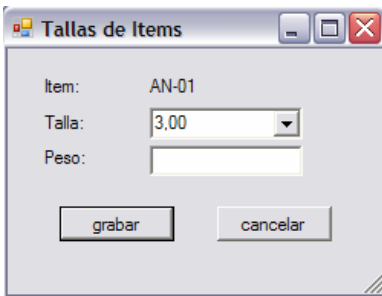 Tallas de Items
Item: AN-01
Talla: 3,00
Peso:
grabar cancelar